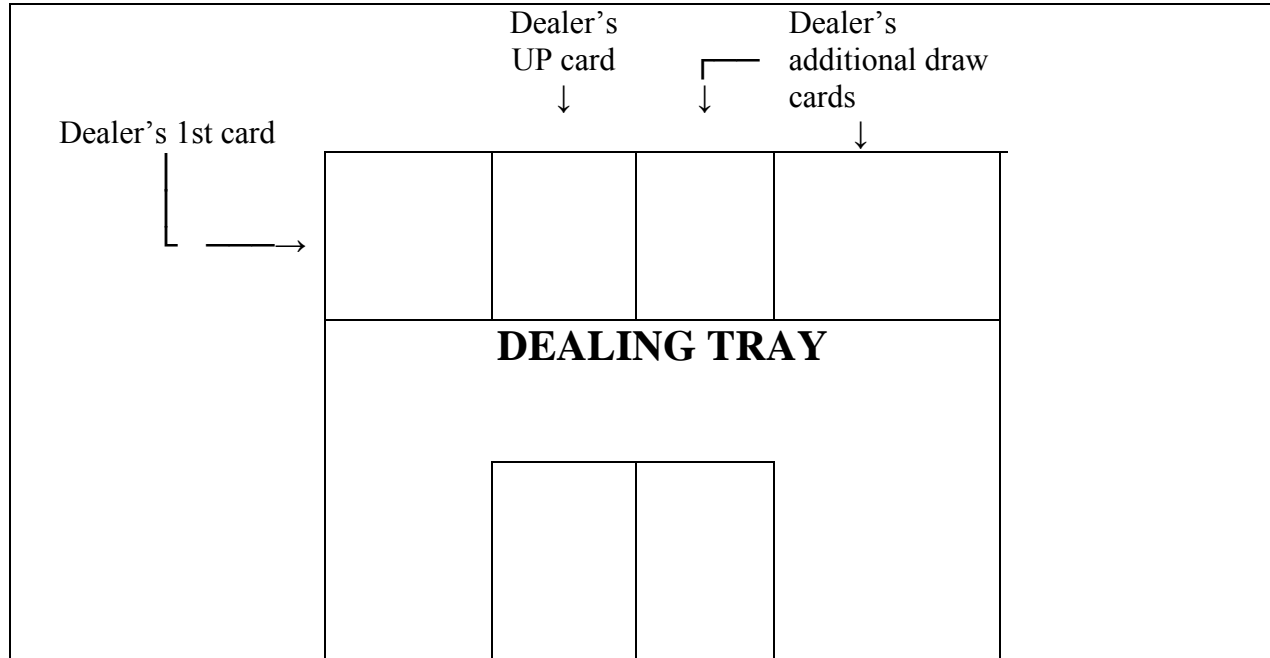 Dealer’s
UP card
↓
Dealer’s
additional draw
cards
↓
↓
Dealer’s 1st card
→
DEALING TRAY